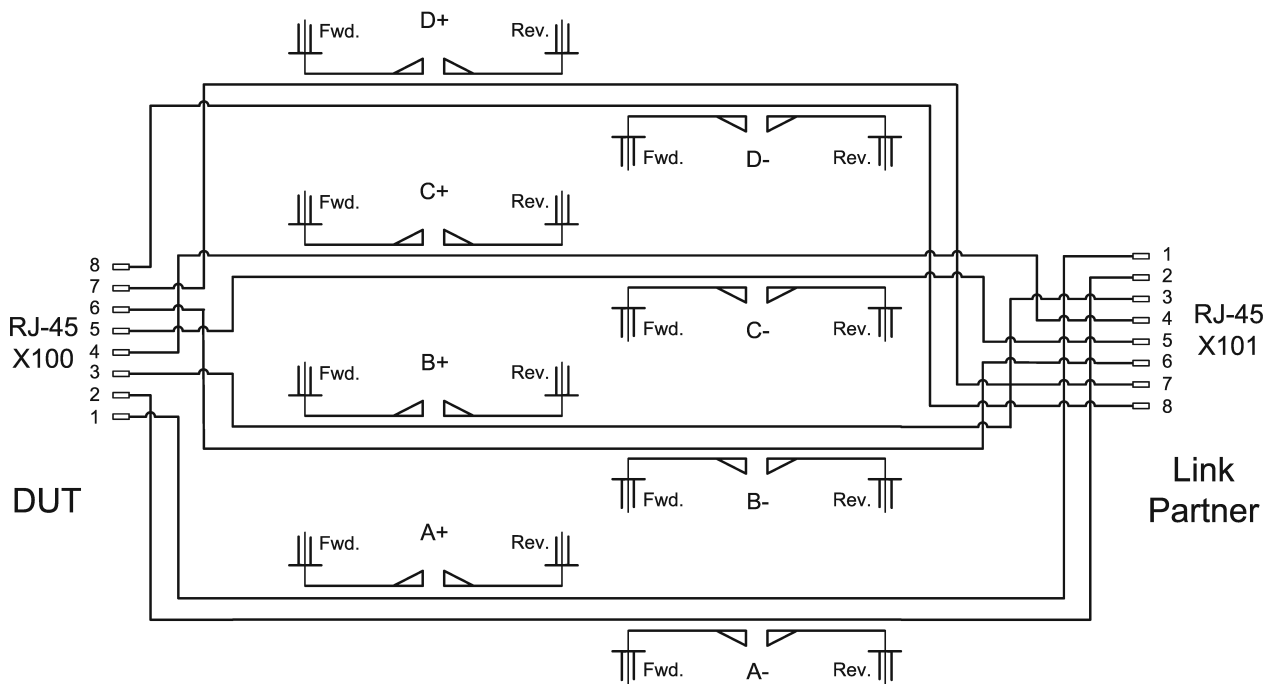 D+
Fwd.
Rev.
Fwd.
D-
Rev.
C+
Fwd.
Rev.
8
7
6
5
4
3
2
1
RJ-45
X100
1
2
3
4
5
6
7
8
RJ-45
X101
Fwd.
C-
Rev.
B+
Fwd.
Rev.
Fwd.
B-
Rev.
DUT
Link
Partner
A+
Fwd.
Rev.
Fwd.
A-
Rev.